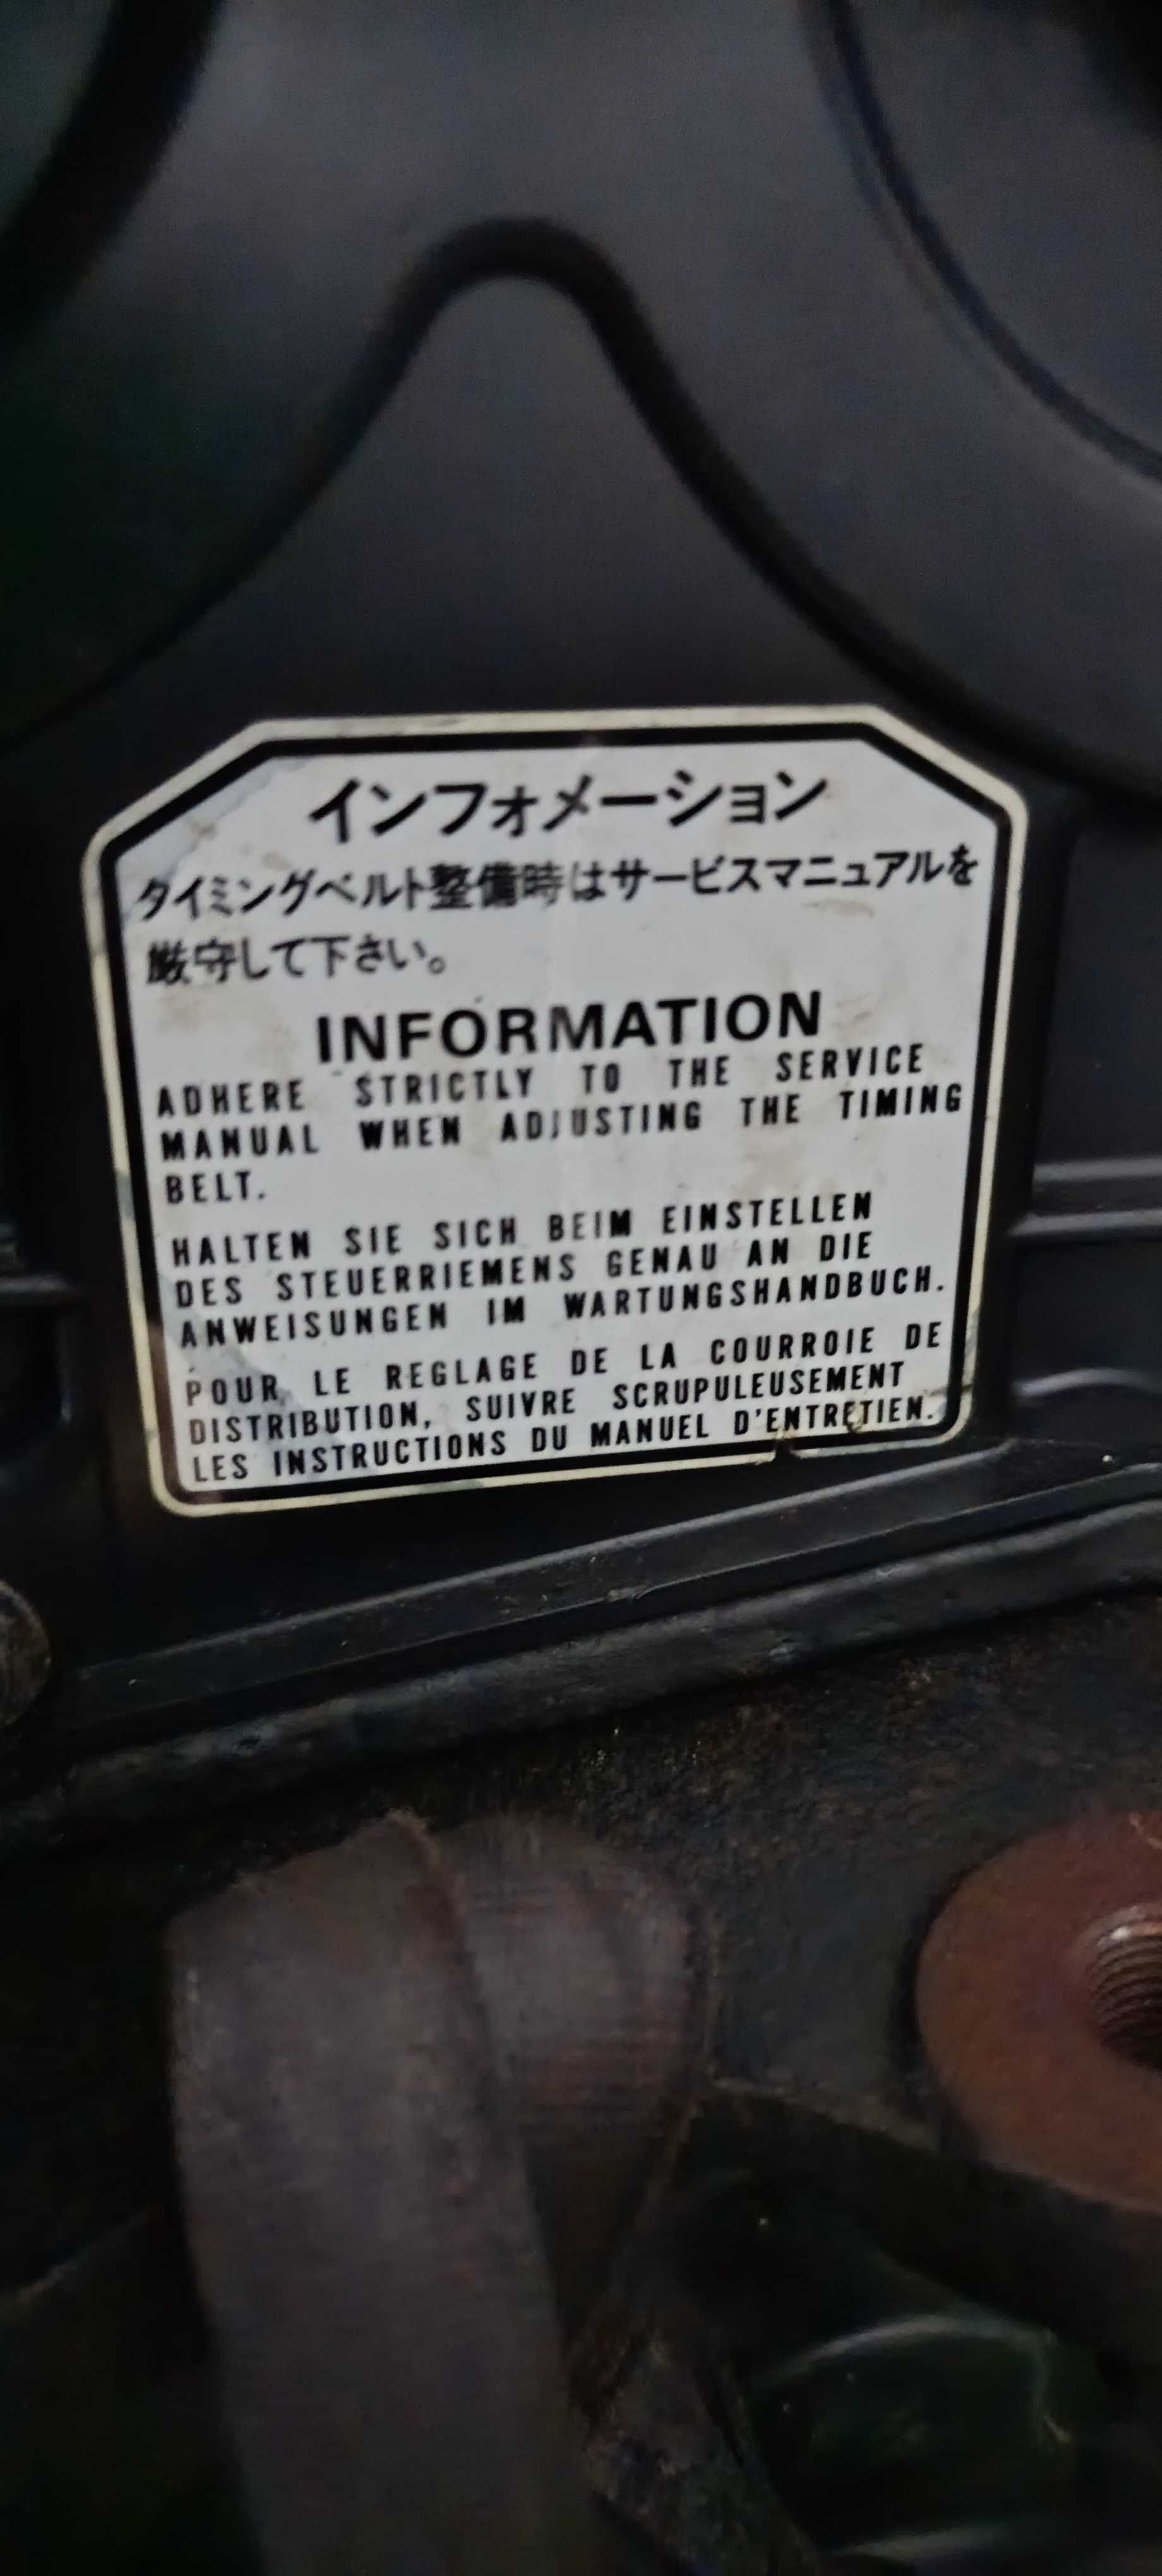 インフォメーション
タイミングベルト整備時はサービスマニュアルを
厳守して下さい。
INFORMATION
ADHERE STRICTLY TO THE SERVICE
MANUAL WHEN ADJUSTING THE TIMING
BELT.
HALTEN SIE SICH BEIM EINSTELLEN
DES STEUERRIEMENS GENAU AN DIE
ANWEISUNGEN IM WARTUNGSHANDBUCH.
POUR LE REGLAGE DE LA COURROIE DE
DISTRIBUTION, SUIVRE SCRUPULEUSEMENT
LES INSTRUCTIONS DU MANUEL D'ENTRETIEN.